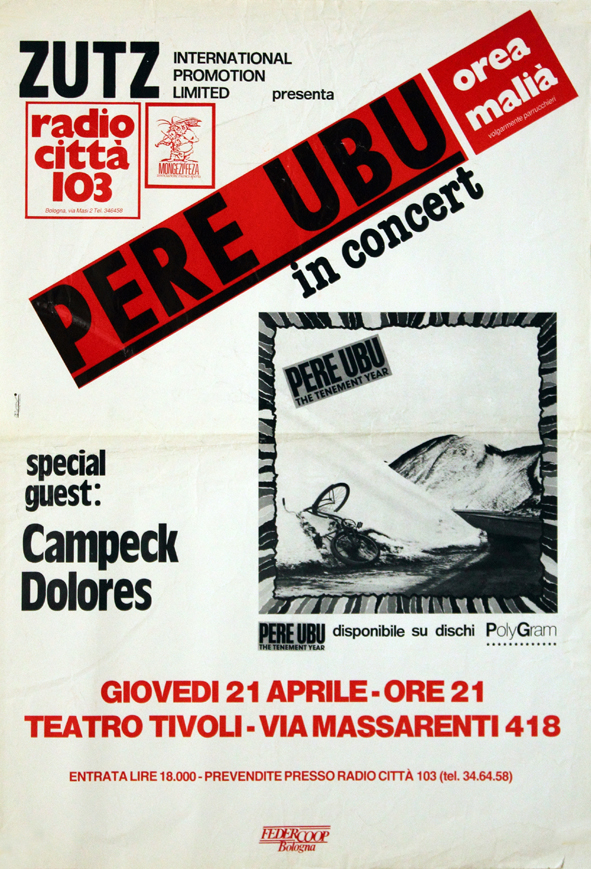 ZUTZ
INTERNATIONAL
PROMOTION
LIMITED presenta
radio
città
103
Bologna, via Masi 2 Tel. 346458
MONGEZIFEZA
orea
malià
volgarmente parrucchieri
PERE UBU
in concert
PERE UBU
THE TENEMENT YEAR
special
guest:
Campeck
Dolores
PERE UBU
THE TENEMENT YEAR
disponibile su dischi PolyGram
GIOVEDI 21 APRILE - ORE 21
TEATRO TIVOLI - VIA MASSARENTI 418
ENTRATA LIRE 18.000 - PREVENDITE PRESSO RADIO CITTÀ 103 (tel. 34.64.58)
FEDERCOOP
Bologna